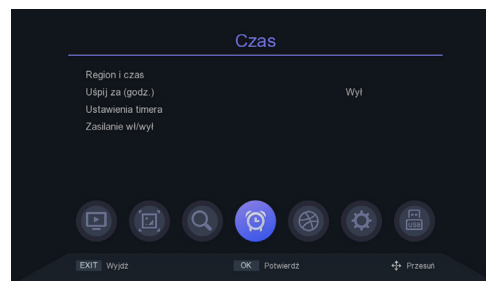 Czas
Region i czas
Uśpij za (godz.) Wył
Ustawienia timera
Zasilanie wł/wył
USB
EXIT Wyjdź OK Potwierdź Przesuń